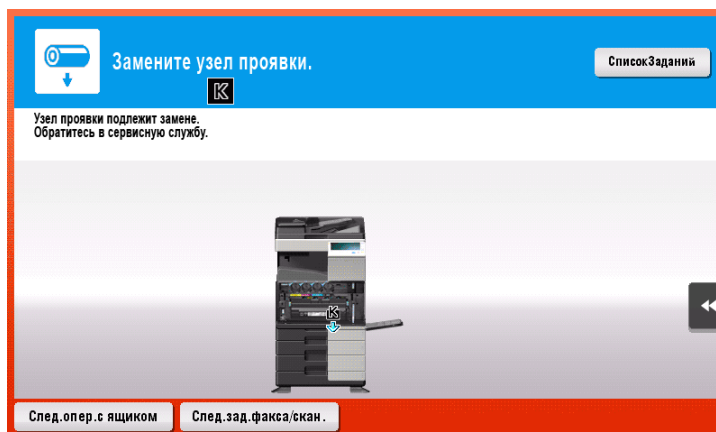 Замените узел проявки.
СписокЗаданий
K
Узел проявки подлежит замене.
Обратитесь в сервисную службу.
K
След.опер.с ящиком
След.зад.факса/скан.